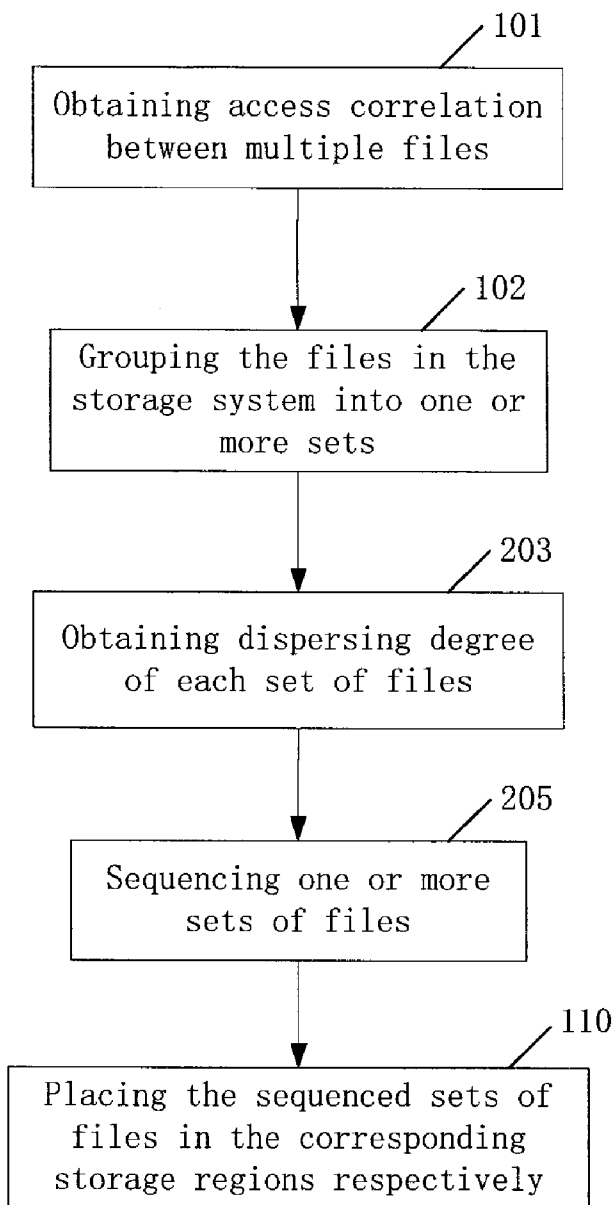 101
Obtaining access correlation
between multiple files
102
Grouping the files in the
storage system into one or
more sets
203
Obtaining dispersing degree
of each set of files
205
Sequencing one or more
sets of files
110
Placing the sequenced sets of
files in the corresponding
storage regions respectively